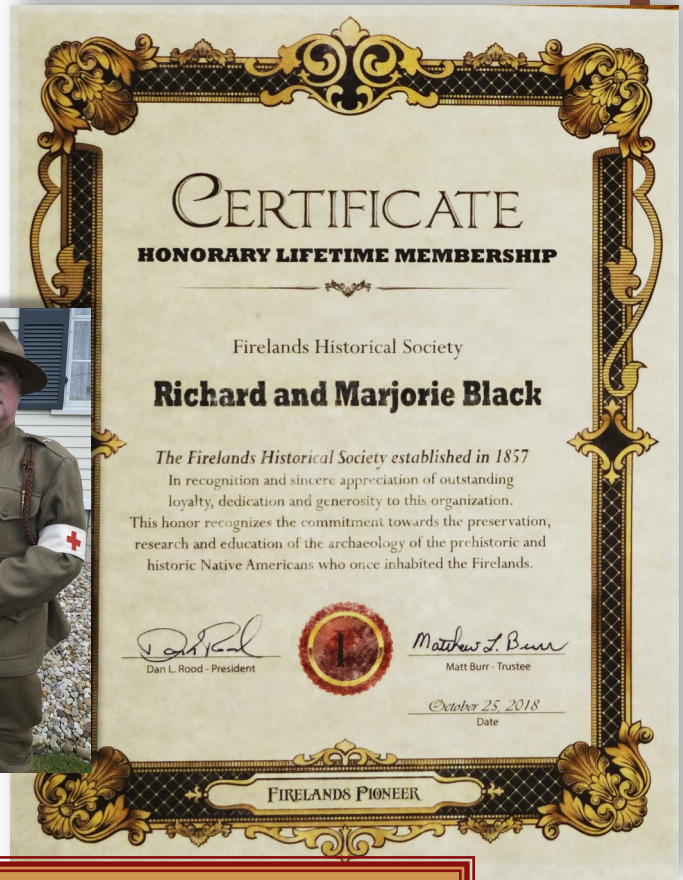 CERTIFICATE
HONORARY LIFETIME MEMBERSHIP
Firelands Historical Society
Richard and Marjorie Black
The Firelands Historical Society established in 1857
In recognition and sincere appreciation of outstanding
loyalty, dedication and generosity to this organization.
This honor recognizes the commitment towards the preservation,
research and education of the archaeology of the prehistoric and
historic Native Americans who once inhabited the Firelands.
Dan L. Rood - President
1
Matthew L. Burr
Matt Burr - Trustee
October 25, 2018
Date
FIRELANDS PIONEER